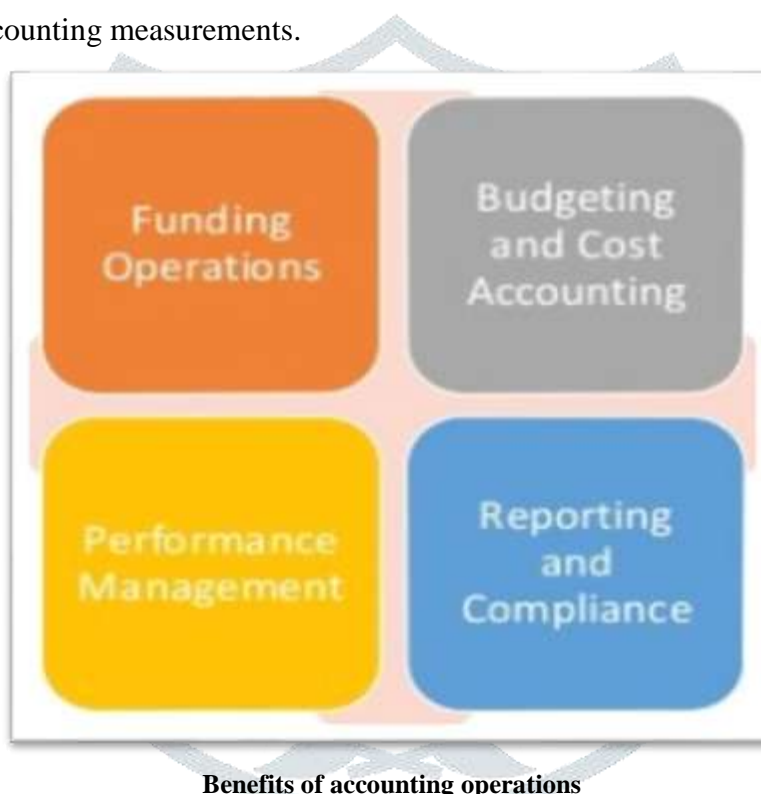 counting measurements.
Funding
Operations
Budgeting
and Cost
Accounting
Performance
Management
Reporting
and
Compliance
Benefits of accounting operations